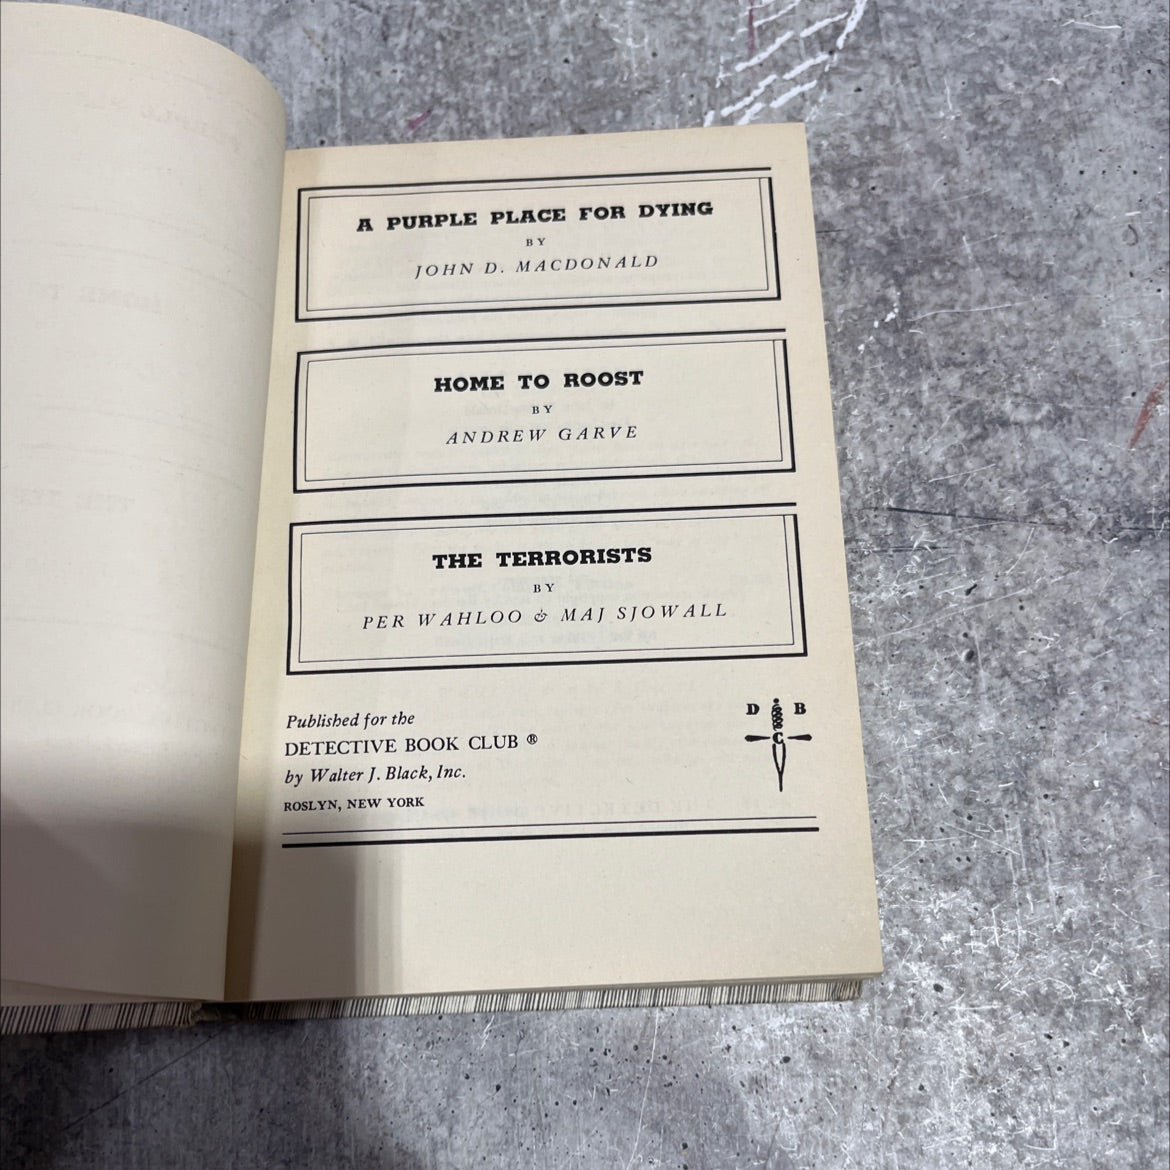 A PURPLE PLACE FOR DYING
BY
JOHN D. MACDONALD
HOME TO ROOST
BY
ANDREW GARVE
THE TERRORISTS
BY
PER WAHLOO & MAJ SJOWALL
Published for the
DETECTIVE BOOK CLUB ®
by Walter J. Black, Inc.
ROSLYN, NEW YORK
D B
C